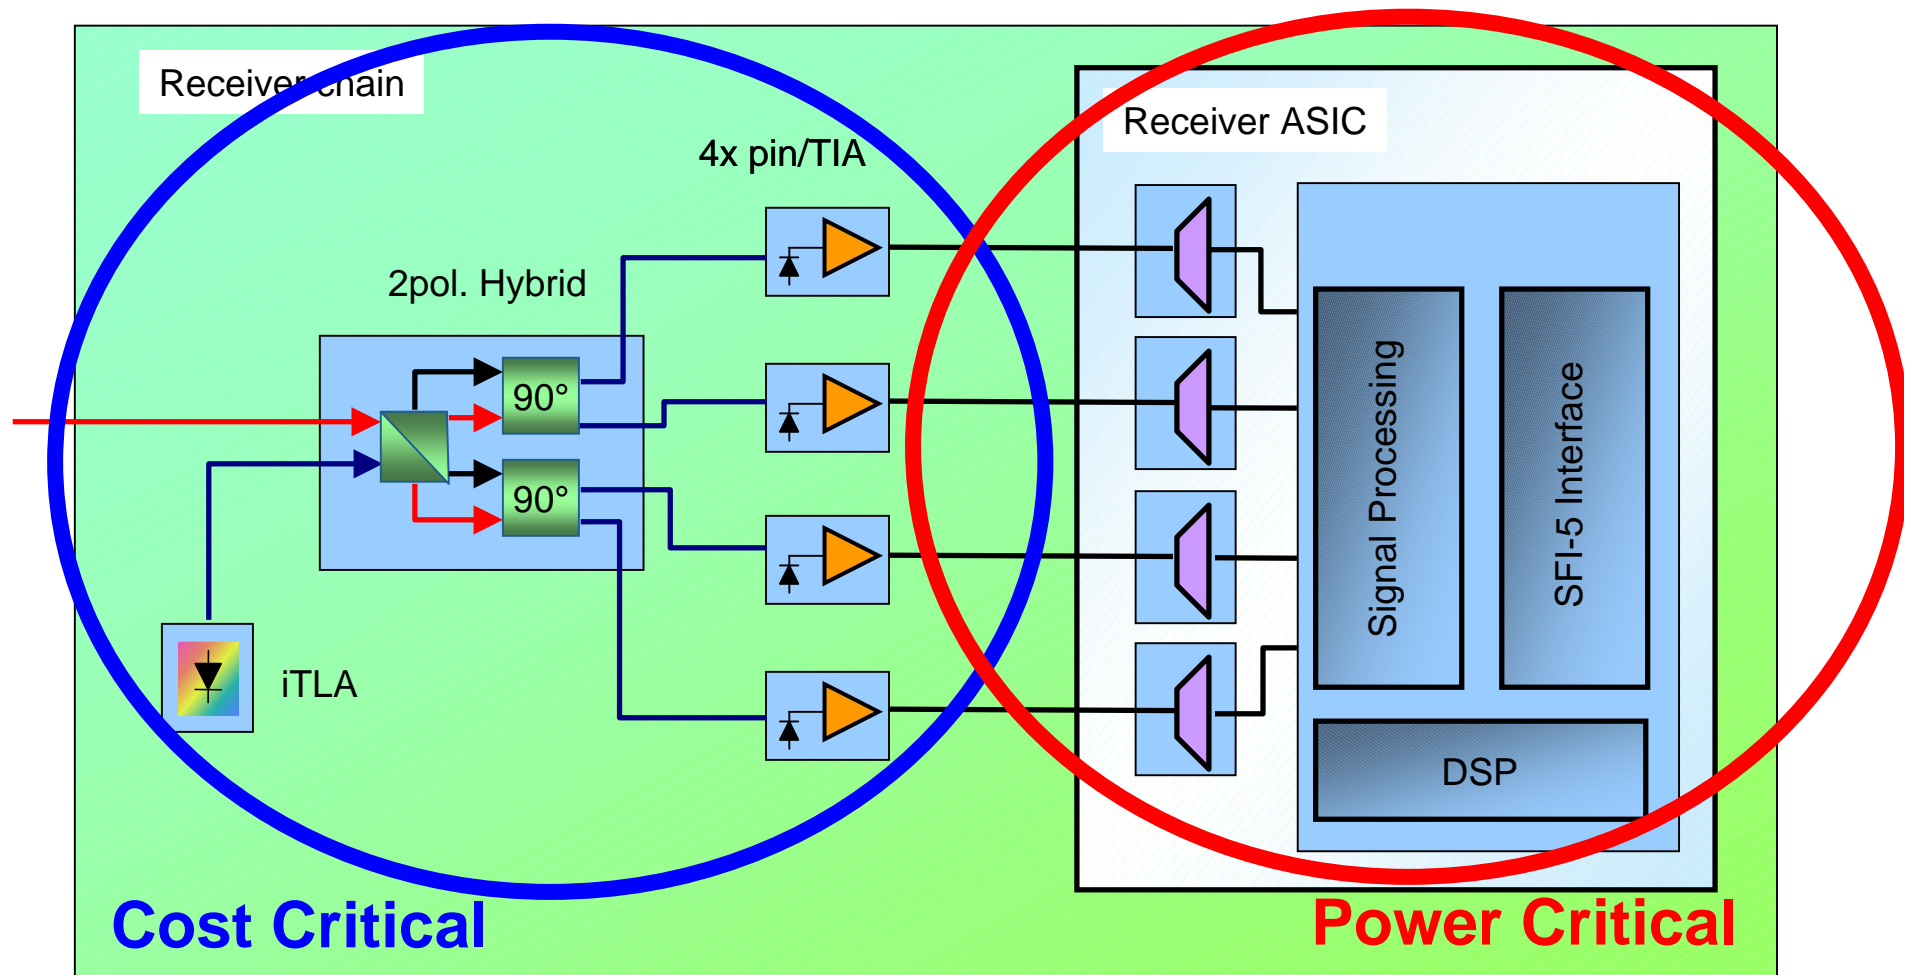 Receiver chain
Receiver ASIC
4x pin/TIA
2pol. Hybrid
90°
90°
Signal Processing
SFI-5 Interface
iTLA
DSP
Cost Critical
Power Critical